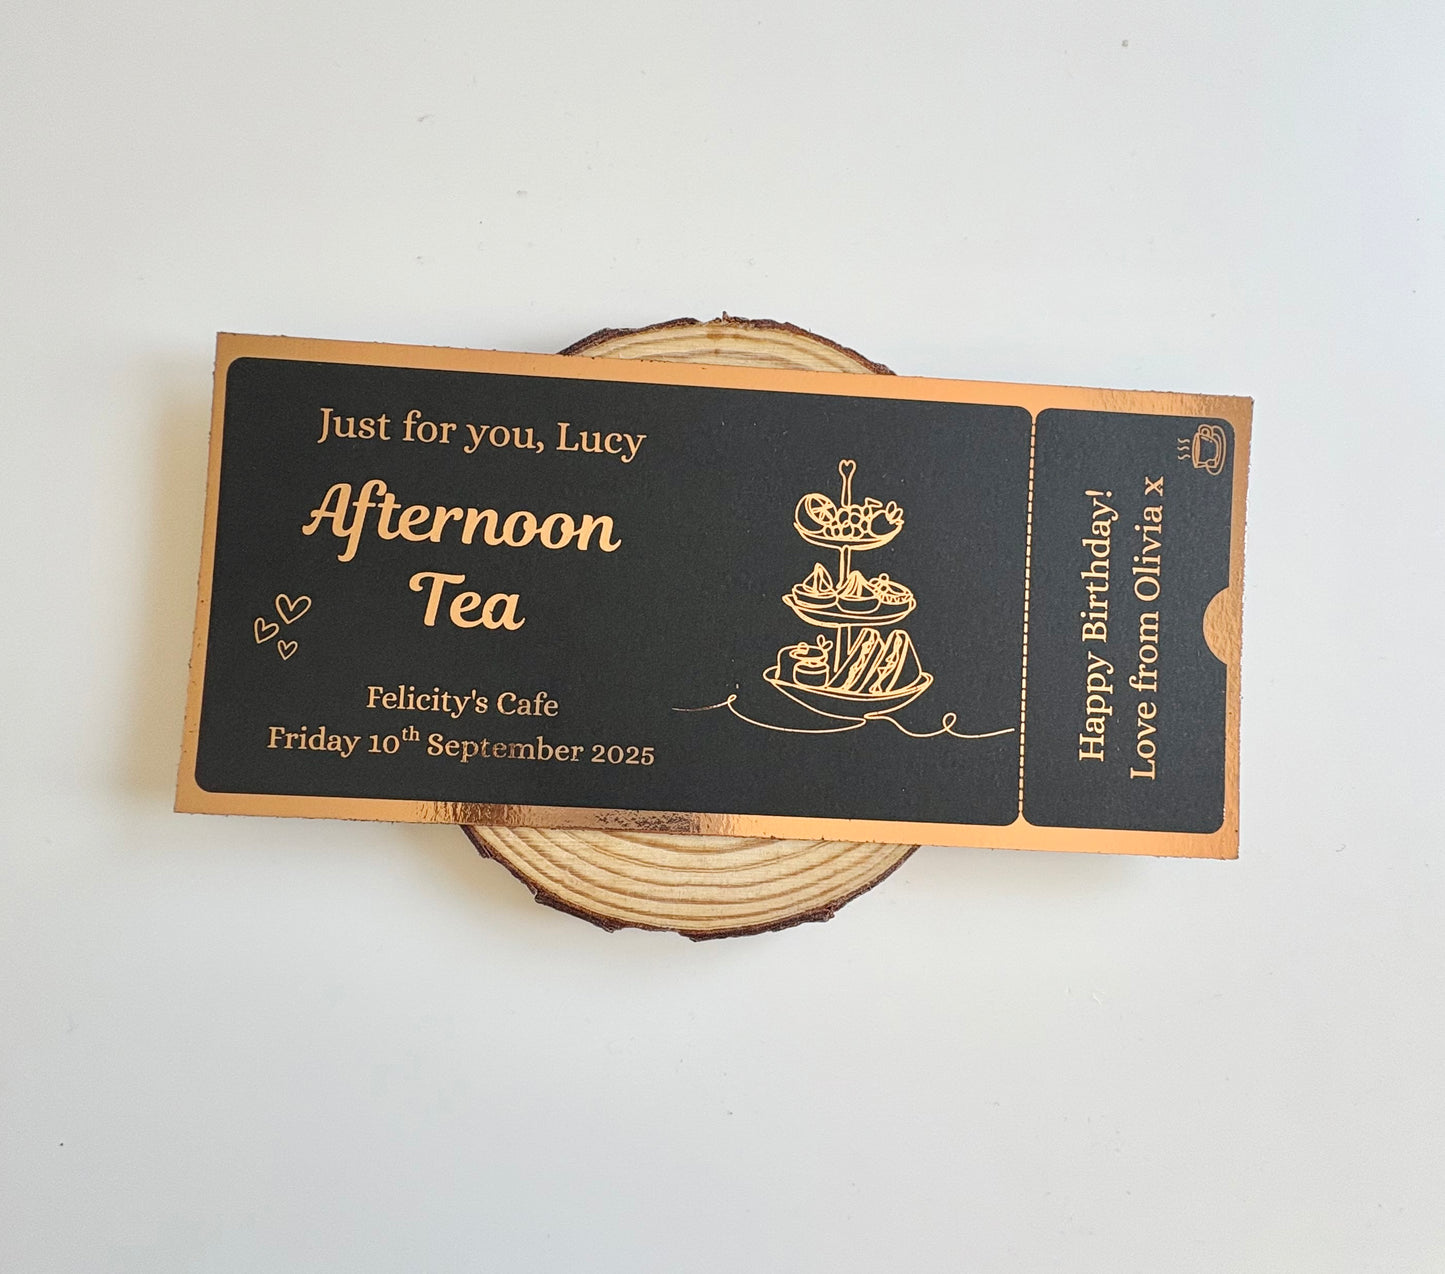 Just for you, Lucy
Afternoon
Tea
Felicity's Cafe
Friday 10th September 2025
Happy Birthday!
Love from Olivia x